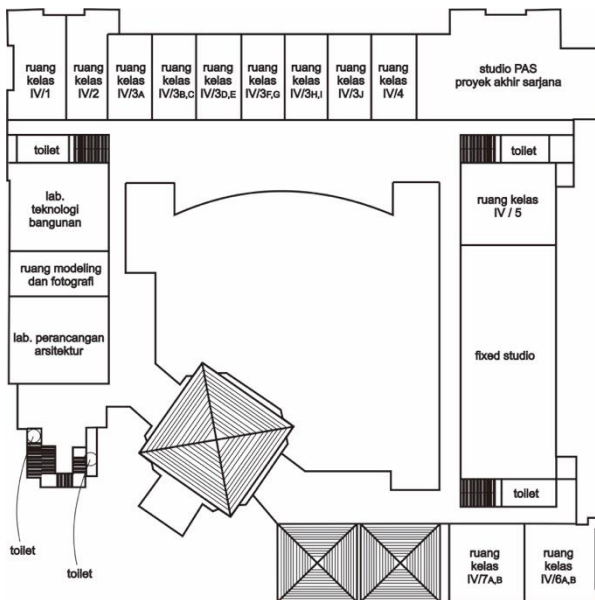 ruang
kelas
IV/1
ruang
kelas
IV/2
ruang
kelas
IV/3A
ruang
kelas
IV/3B,C
ruang
kelas
IV/3D,E
ruang
kelas
IV/3F,G
ruang
kelas
IV/3H,I
ruang
kelas
IV/3J
ruang
kelas
IV/4
studio PAS
proyek akhir sarjana
toilet
toilet
lab.
teknologi
bangunan
ruang kelas
IV / 5
ruang modeling
dan fotografi
lab. perancangan
arsitektur
fixed studio
toilet
toilet
toilet
ruang
kelas
IV/7A,B
ruang
kelas
IV/6A,B